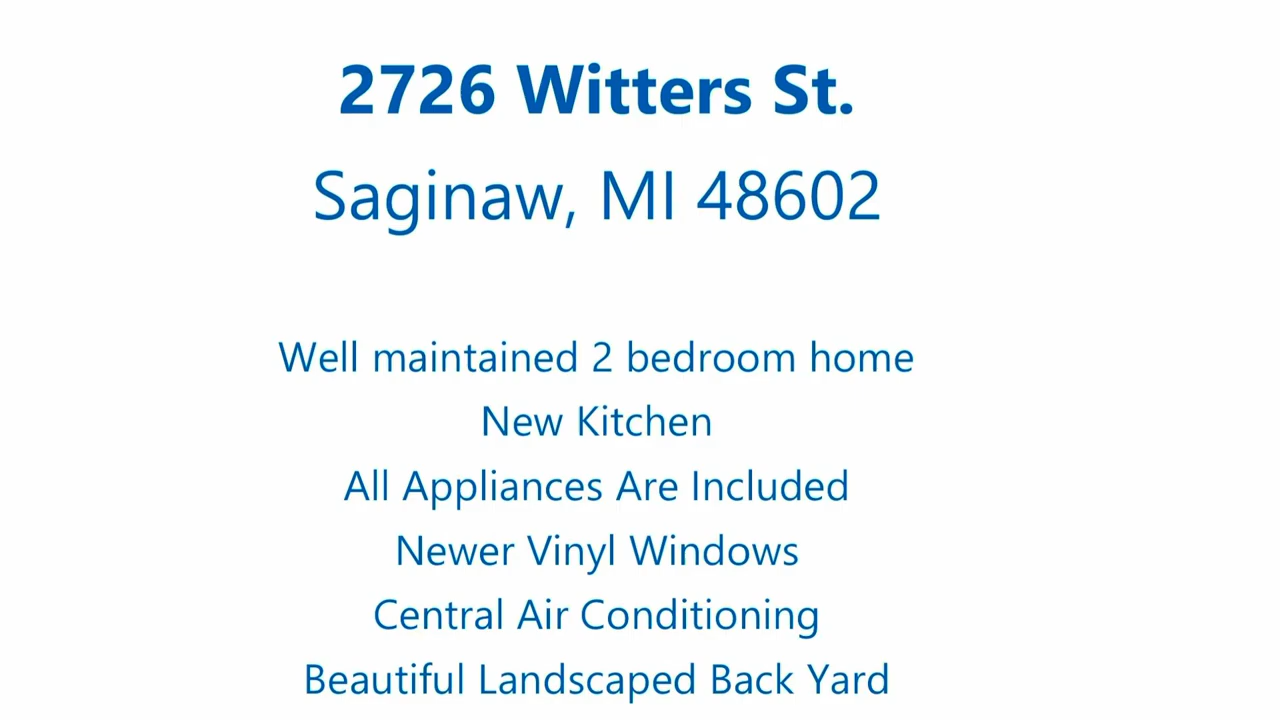 2726 Witters St.
Saginaw, MI 48602
Well maintained 2 bedroom home
New Kitchen
All Appliances Are Included
Newer Vinyl Windows
Central Air Conditioning
Beautiful Landscaped Back Yard